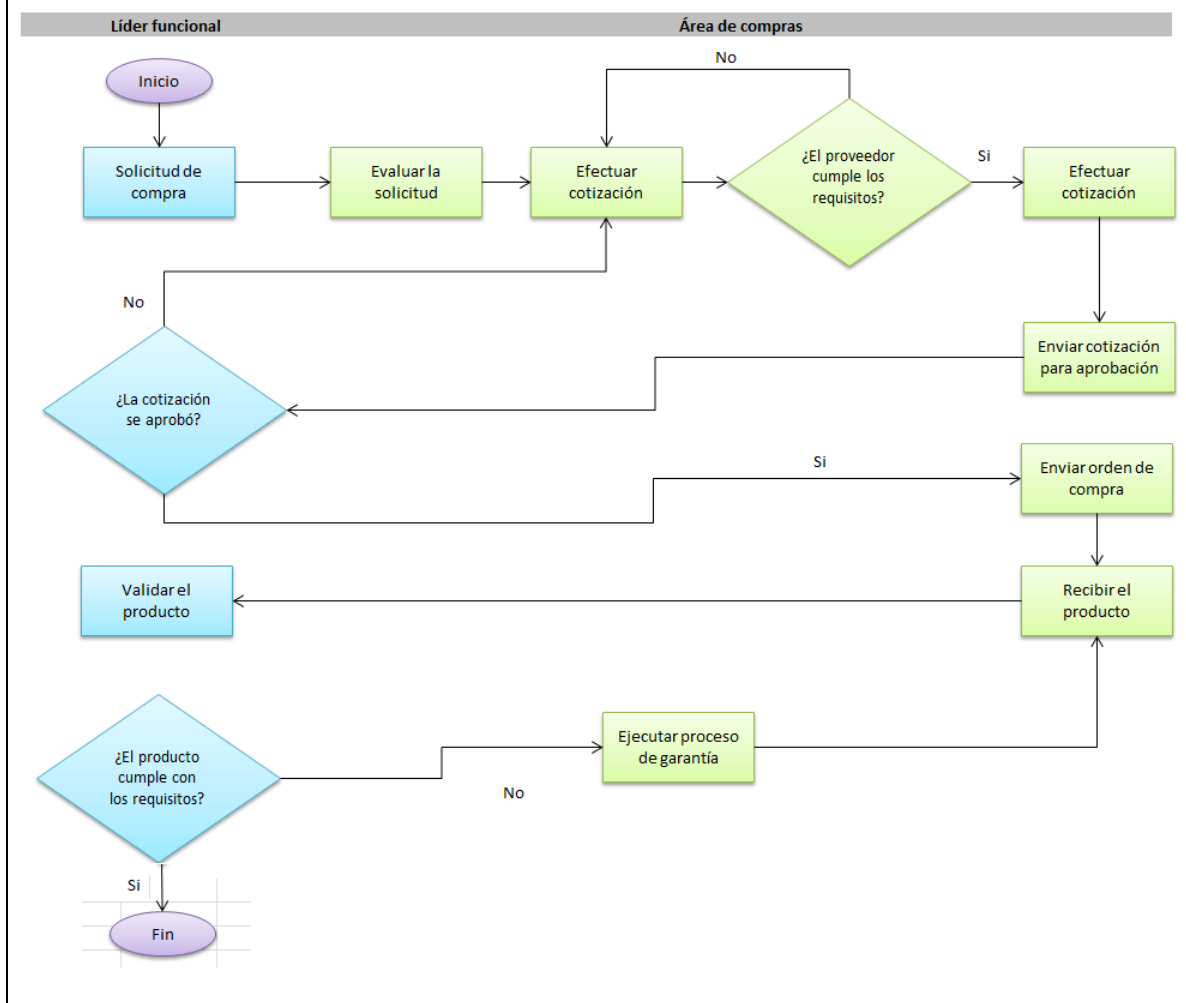 Líder funcional
Área de compras
No
Inicio
Solicitud de
compra
Evaluar la
solicitud
Efectuar
cotización
¿El proveedor
cumple los
requisitos?
Si
Efectuar
cotización
No
Enviar cotización
para aprobación
¿La cotización
se aprobó?
Si
Enviar orden de
compra
Validar el
producto
Recibir el
producto
¿El producto
cumple con
los requisitos?
Ejecutar proceso
de garantía
No
Si
Fin